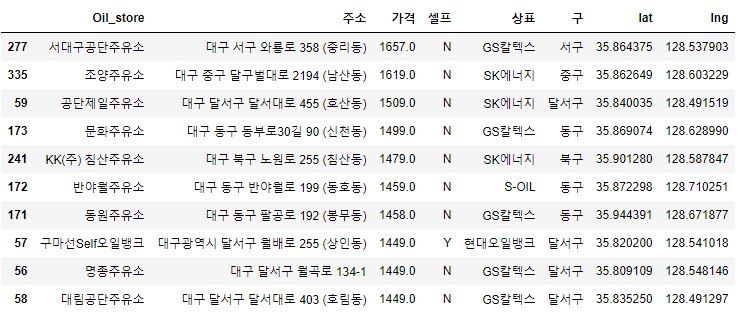 Oil_store 주소 가격 셀프 상표 구 lat lng
277 서대구공단주유소 대구 서구 와룡로 358 (중리동) 1657.0 N GS칼텍스 서구 35.864375 128.537903
335 조양주유소 대구 중구 달구벌대로 2194 (남산동) 1619.0 N SK에너지 중구 35.862649 128.603229
59 공단제일주유소 대구 달서구 달서대로 455 (호산동) 1509.0 N SK에너지 달서구 35.840035 128.491519
173 문화주유소 대구 동구 동부로30길 90 (신천동) 1499.0 N GS칼텍스 동구 35.869074 128.628990
241 KK(주) 침산주유소 대구 북구 노원로 255 (침산동) 1479.0 N SK에너지 북구 35.901280 128.587847
172 반야월주유소 대구 동구 반야월로 199 (동호동) 1459.0 N S-OIL 동구 35.872298 128.710251
171 동원주유소 대구 동구 팔공로 192 (봉무동) 1458.0 N GS칼텍스 동구 35.944391 128.671877
57 구마선Self오일뱅크 대구광역시 달서구 월배로 255 (상인동) 1449.0 Y 현대오일뱅크 달서구 35.820200 128.541018
56 명종주유소 대구 달서구 월곡로 134-1 1449.0 N GS칼텍스 달서구 35.809109 128.548146
58 대림공단주유소 대구 달서구 달서대로 403 (호림동) 1449.0 N GS칼텍스 달서구 35.835250 128.491297